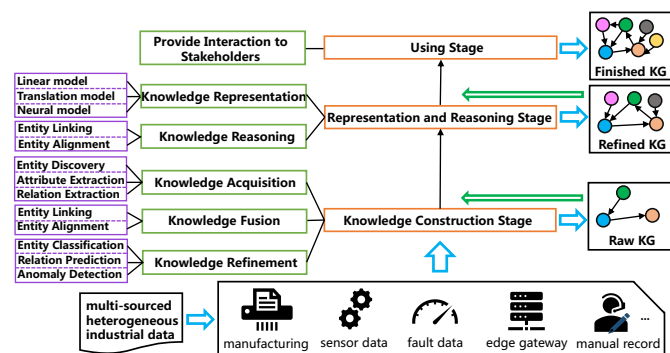 Provide Interaction to
Stakeholders
Using Stage
Finished KG
Linear model
Translation model
Neural model
Knowledge Representation
Entity Linking
Entity Alignment
Knowledge Reasoning
Representation and Reasoning Stage
Refined KG
Entity Discovery
Attribute Extraction
Relation Extraction
Knowledge Acquisition
Entity Linking
Entity Alignment
Knowledge Fusion
Knowledge Construction Stage
Raw KG
Entity Classification
Relation Prediction
Anomaly Detection
Knowledge Refinement
multi-sourced
heterogeneous
industrial data
manufacturing
sensor data
fault data
edge gateway
manual record
...